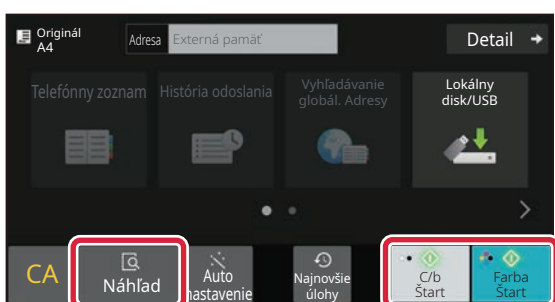 Originál
A4
Adresa Externá pamäť
Detail
Telefónny zoznam
História odoslania
Vyhľadávanie
globál. Adresy
Lokálny
disk/USB
CA
Náhľad
Auto
nastavenie
Najnovšie
úlohy
C/b
Štart
Farba
Štart